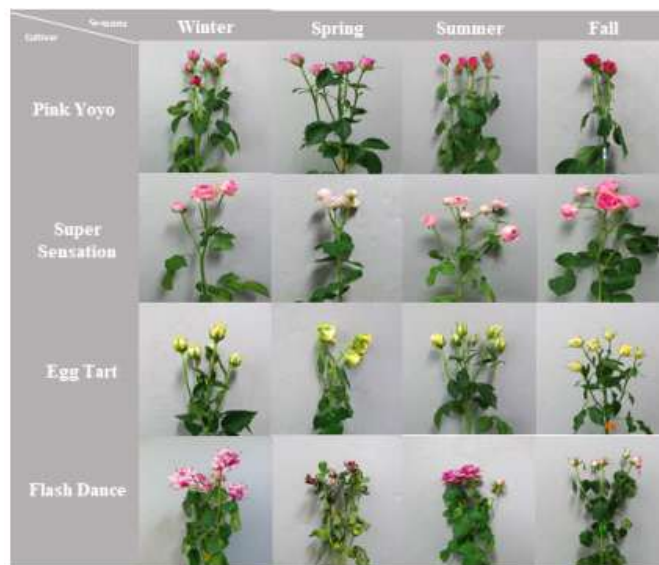 Seasons
Cultivar
Winter
Spring
Summer
Fall
Pink Yoyo
Super
Sensation
Egg Tart
Flash Dance